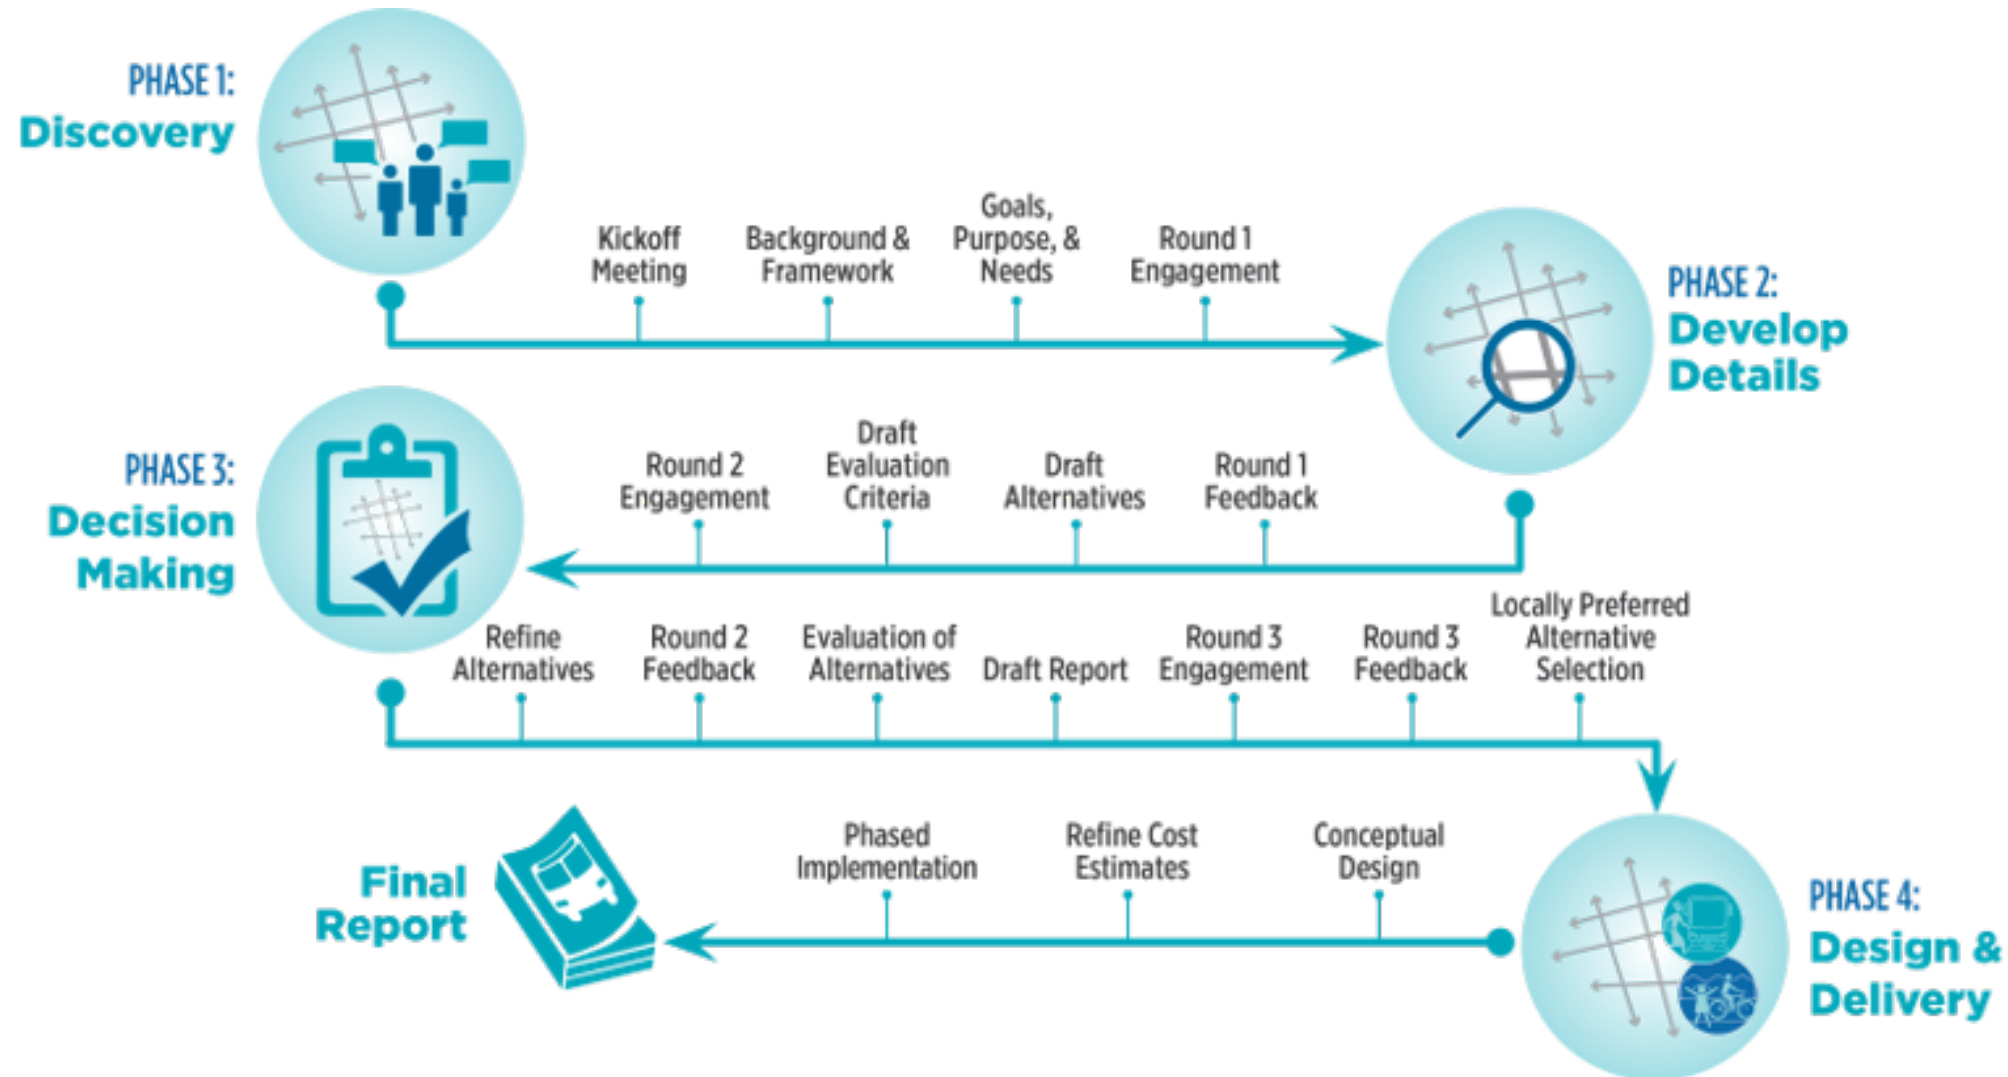 PHASE 1:
Discovery
Kickoff
Meeting
Background &
Framework
Goals,
Purpose, &
Needs
Round 1
Engagement
PHASE 2:
Develop
Details
Round 1
Feedback
Draft
Alternatives
Draft
Evaluation
Criteria
Round 2
Engagement
PHASE 3:
Decision
Making
Refine
Alternatives
Round 2
Feedback
Evaluation of
Alternatives
Draft Report
Round 3
Engagement
Round 3
Feedback
Locally Preferred
Alternative
Selection
PHASE 4:
Design &
Delivery
Conceptual
Design
Refine Cost
Estimates
Phased
Implementation
Final
Report